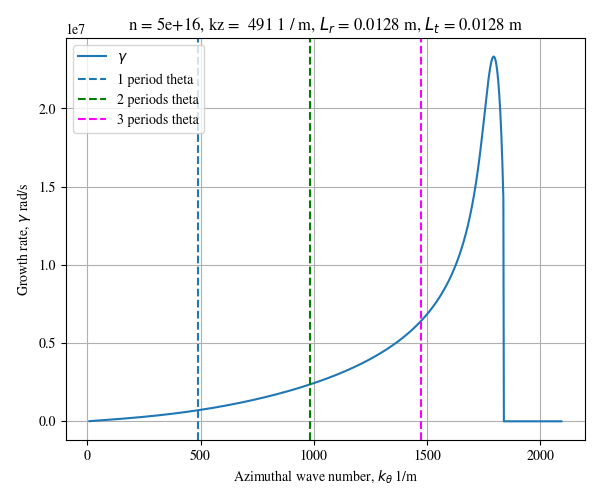 n = 5e+16, kz =  491 1 / m, $L_r$ = 0.0128 m, $L_t$ = 0.0128 m
1e7
γ
1 period theta
2 periods theta
3 periods theta
Growth rate, γ rad/s
2.0
1.5
1.0
0.5
0.0
0 500 1000 1500 2000
Azimuthal wave number, $k_θ$ 1/m